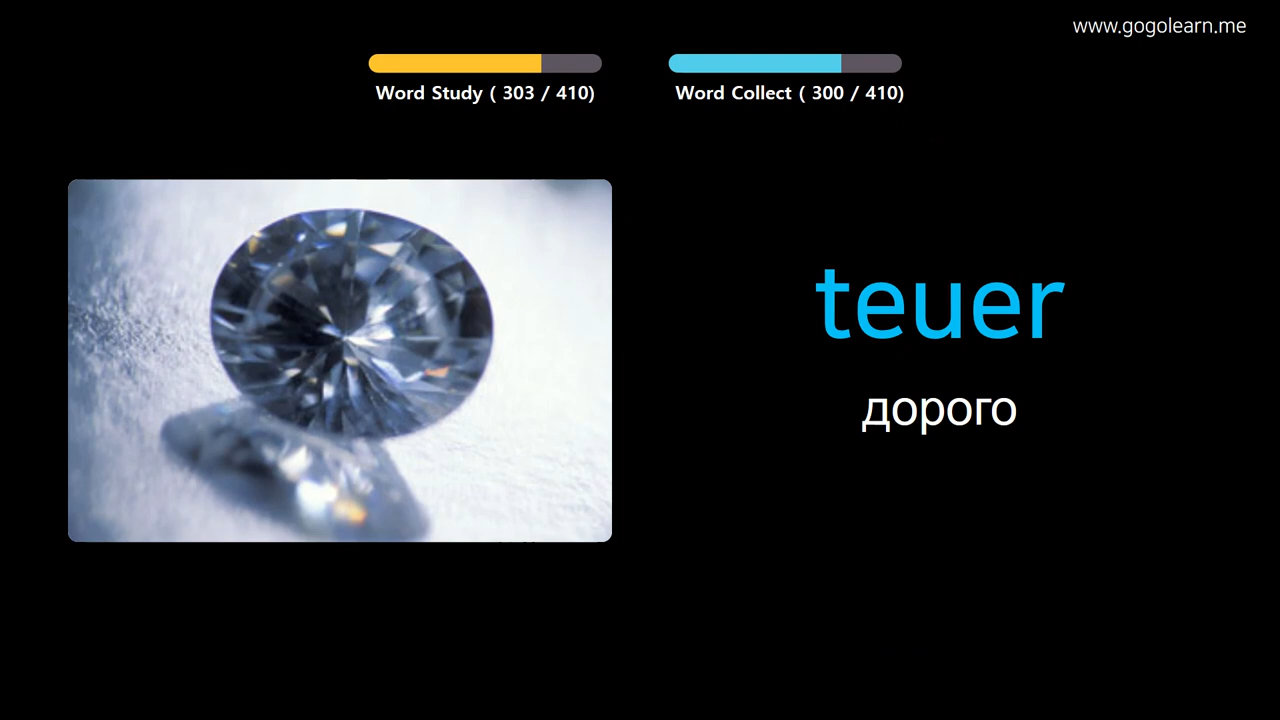 www.gogolearn.me
Word Study ( 303 / 410)
Word Collect ( 300 / 410)
teuer
дорого